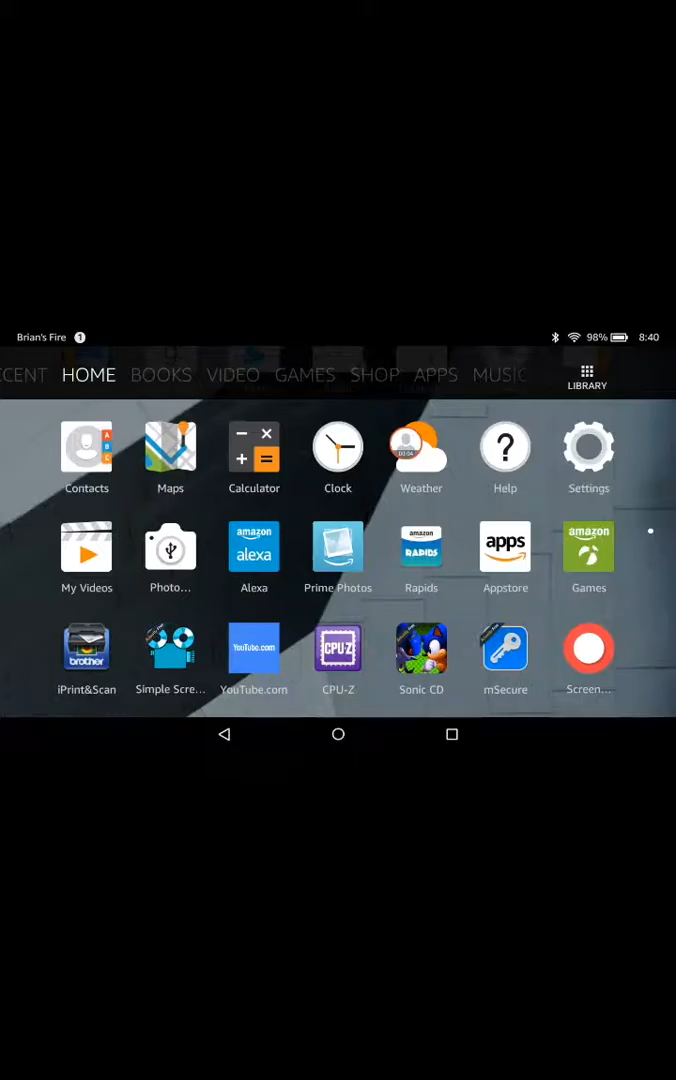 Brian's Fire 1 98% 8:40
CENT HOME BOOKS VIDEO GAMES SHOP APPS MUSIC LIBRARY
Contacts Maps Calculator Clock Weather Help Settings
amazon alexa amazon RAPIDS apps amazon
My Videos Photo... Alexa Prime Photos Rapids Appstore Games
brother YouTube.com CPU-Z
iPrint&Scan Simple Scre... YouTube.com CPU-Z Sonic CD mSecure Screen...